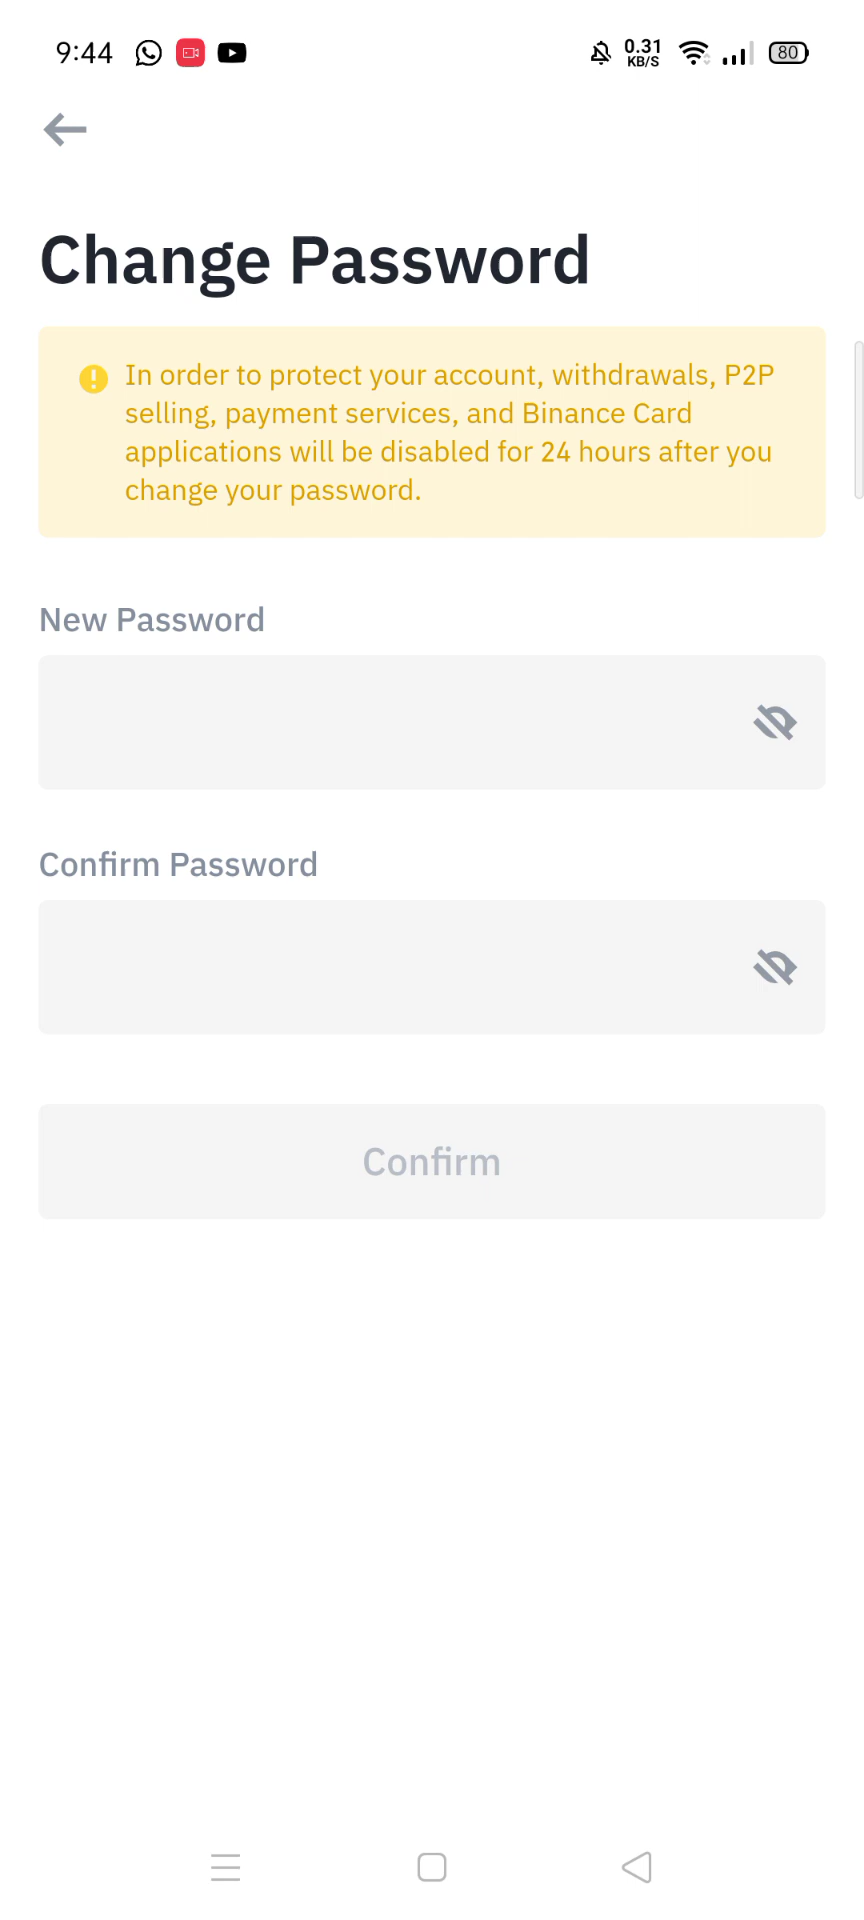 9:44
0.31
KB/S
80
Change Password
In order to protect your account, withdrawals, P2P
selling, payment services, and Binance Card
applications will be disabled for 24 hours after you
change your password.
New Password
Confirm Password
Confirm